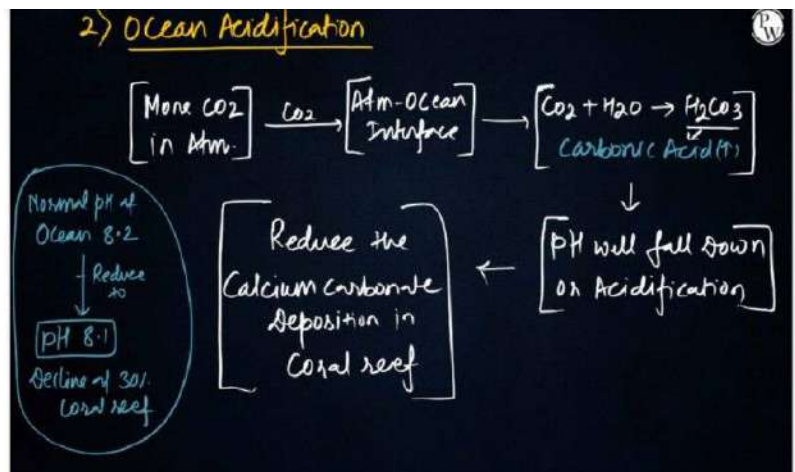 2) Ocean Acidification
PW
More CO2
in Atm.
CO2
Atm-Ocean
Interface
CO2 + H2O → H2CO3
Carbonic Acid (↑)
pH will fall Down
or Acidification
Reduce the
Calcium carbonate
Deposition in
Coral reef
Normal pH of
Ocean 8.2
Reduce
to
pH 8.1
Decline of 30%
Coral reef